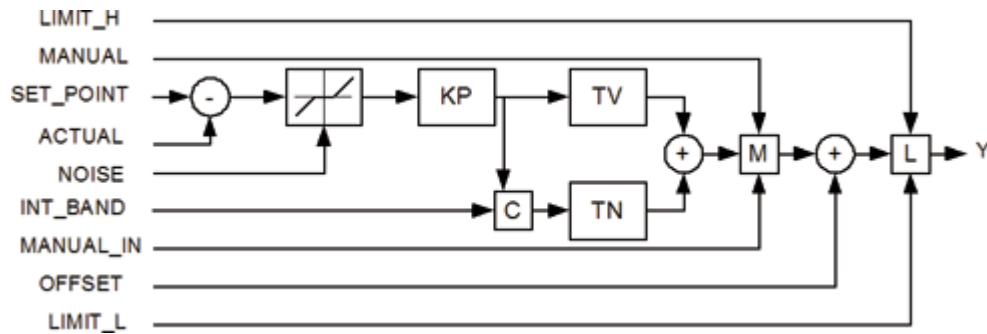 LIMIT_H
MANUAL
SET_POINT
-
KP
TV
ACTUAL
+
M
+
L
Y
NOISE
INT_BAND
C
TN
MANUAL_IN
OFFSET
LIMIT_L